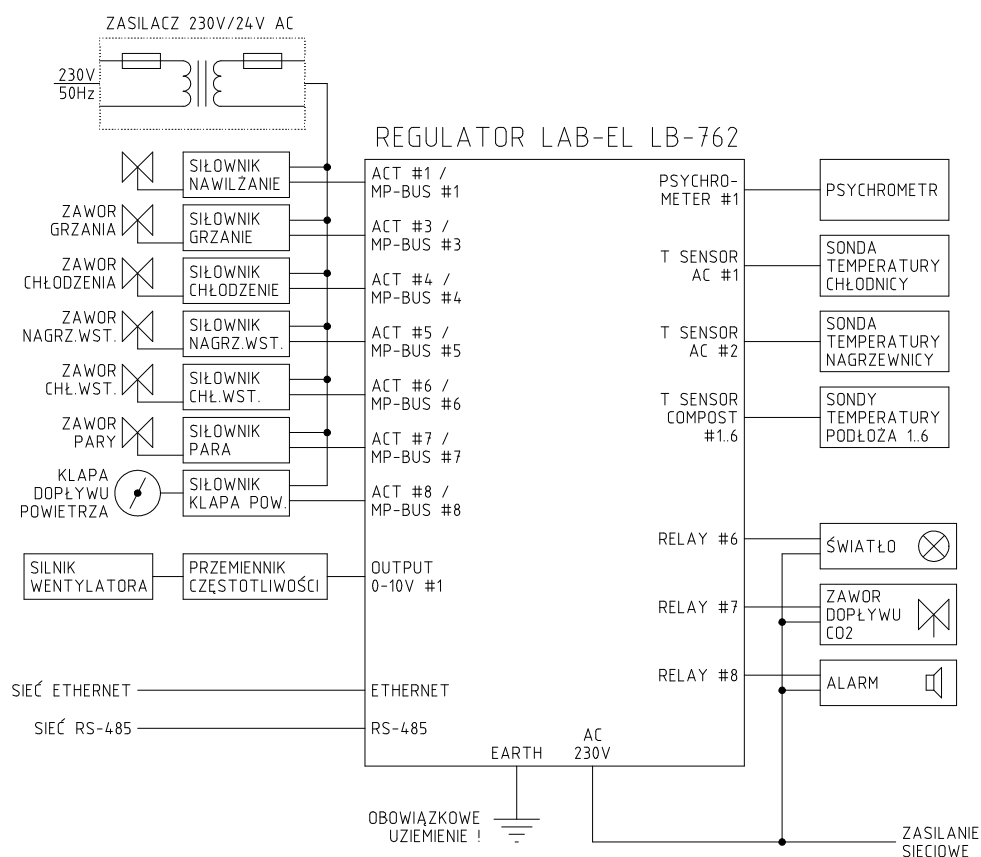 ZASILACZ 230V/24V AC
230V
50Hz
REGULATOR LAB-EL LB-762
SIŁOWNIK
NAWILŻANIE
ACT #1 /
MP-BUS #1
ZAWOR
GRZANIA
SIŁOWNIK
GRZANIE
ACT #3 /
MP-BUS #3
ZAWOR
CHŁODZENIA
SIŁOWNIK
CHŁODZENIE
ACT #4 /
MP-BUS #4
ZAWOR
NAGRZ.WST.
SIŁOWNIK
NAGRZ.WST.
ACT #5 /
MP-BUS #5
ZAWOR
CHŁ.WST.
SIŁOWNIK
CHŁ.WST.
ACT #6 /
MP-BUS #6
ZAWOR
PARY
SIŁOWNIK
PARA
ACT #7 /
MP-BUS #7
KLAPA
DOPŁYWU
POWIETRZA
SIŁOWNIK
KLAPA POW.
ACT #8 /
MP-BUS #8
SILNIK
WENTYLATORA
PRZEMIENNIK
CZĘSTOTLIWOŚCI
OUTPUT
0-10V #1
SIEĆ ETHERNET
ETHERNET
SIEĆ RS-485
RS-485
PSYCHRO-
METER #1
PSYCHROMETR
T SENSOR
AC #1
SONDA
TEMPERATURY
CHŁODNICY
T SENSOR
AC #2
SONDA
TEMPERATURY
NAGRZEWNICY
T SENSOR
COMPOST
#1..6
SONDY
TEMPERATURY
PODŁOŻA 1..6
RELAY #6
ŚWIATŁO
RELAY #7
ZAWOR
DOPŁYWU
CO2
RELAY #8
ALARM
EARTH
AC
230V
OBOWIĄZKOWE
UZIEMIENIE !
ZASILANIE
SIECIOWE